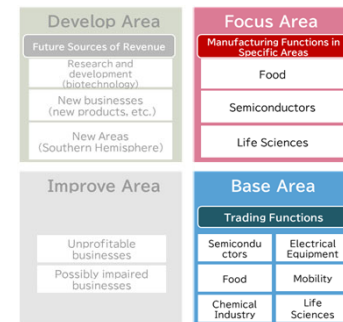 Develop Area
Future Sources of Revenue
Research and
development
(biotechnology)
New businesses
(new products, etc.)
New Areas
(Southern Hemisphere)
Focus Area
Manufacturing Functions in
Specific Areas
Food
Semiconductors
Life Sciences
Improve Area
Unprofitable
businesses
Possibly impaired
businesses
Base Area
Trading Functions
Semicondu
ctors
Electrical
Equipment
Food
Mobility
Chemical
Industry
Life
Sciences